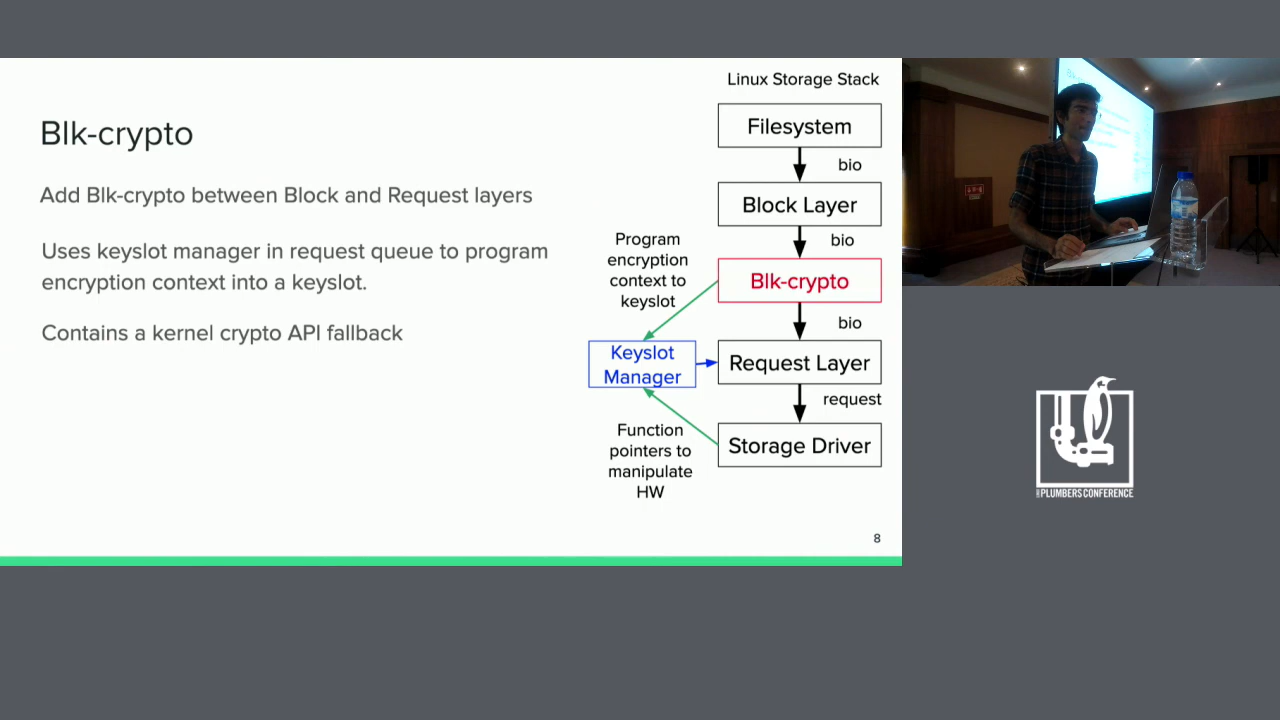 Linux Storage Stack
Blk-crypto
Add Blk-crypto between Block and Request layers
Uses keyslot manager in request queue to program
encryption context into a keyslot.
Contains a kernel crypto API fallback
Filesystem
bio
Block Layer
bio
Program
encryption
context to
keyslot
Blk-crypto
bio
Keyslot
Manager
Request Layer
request
Function
pointers to
manipulate
HW
Storage Driver
8
PLUMBERS CONFERENCE